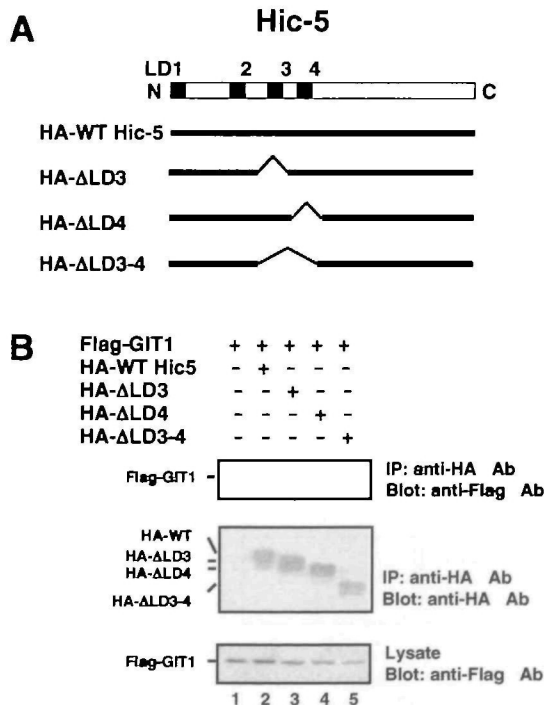 A
Hic-5
LD1 2 3 4
N C
HA-WT Hic-5
HA-ΔLD3
HA-ΔLD4
HA-ΔLD3-4
B
Flag-GIT1 + + + + +
HA-WT Hic5 - + - - -
HA-ΔLD3 - - + - -
HA-ΔLD4 - - - + -
HA-ΔLD3-4 - - - - +
Flag-GIT1
IP: anti-HA Ab
Blot: anti-Flag Ab
HA-WT
HA-ΔLD3
HA-ΔLD4
HA-ΔLD3-4
IP: anti-HA Ab
Blot: anti-HA Ab
Flag-GIT1
Lysate
Blot: anti-Flag Ab
1 2 3 4 5